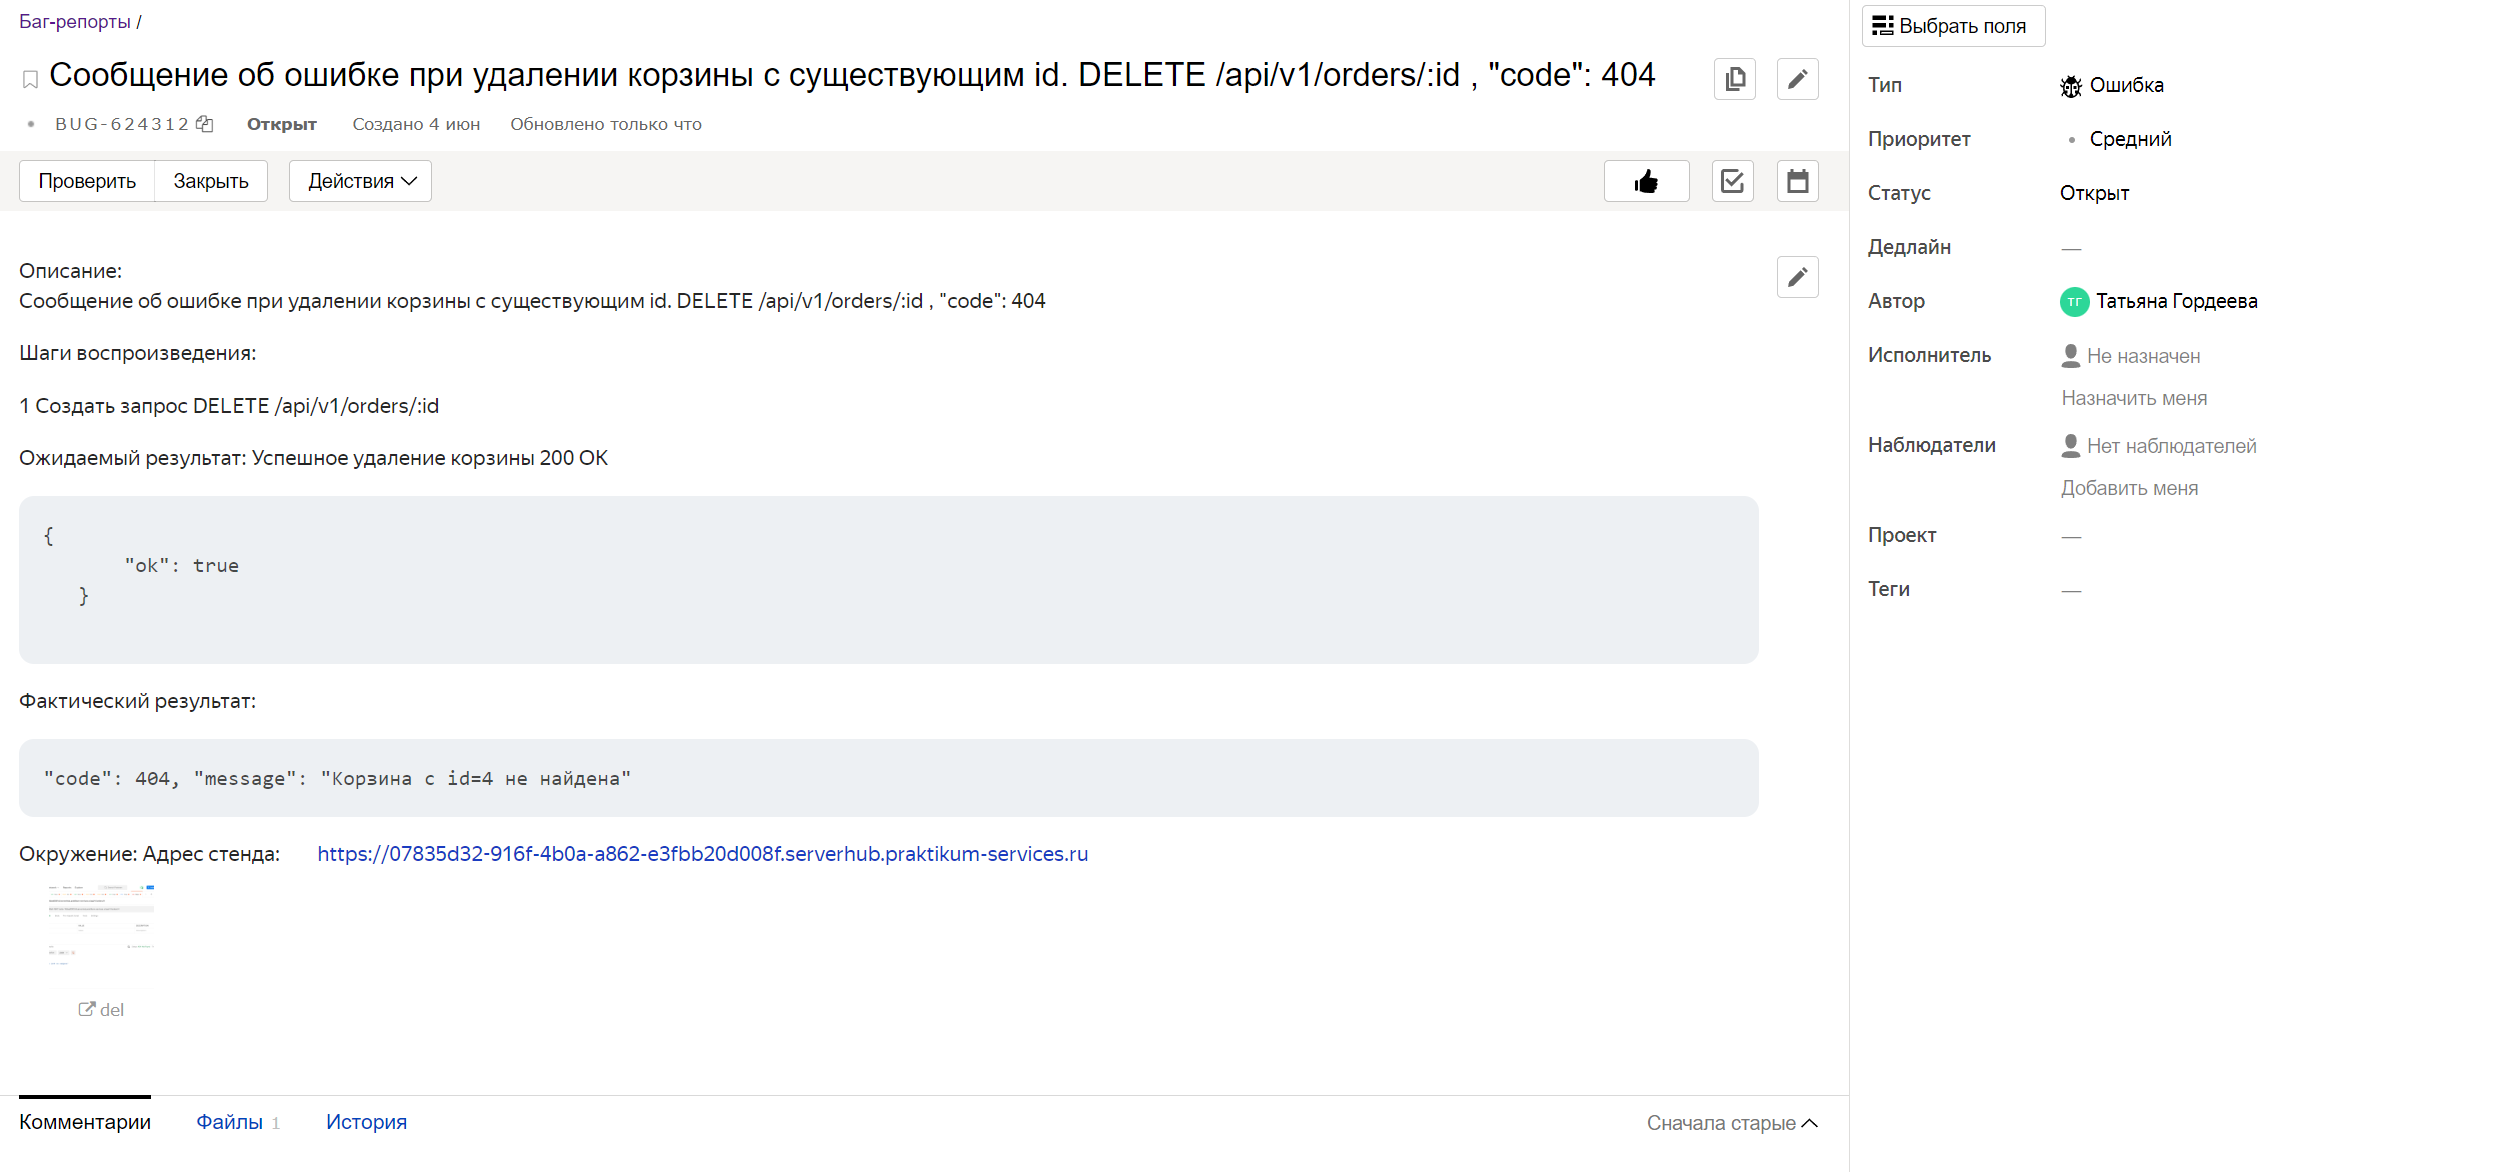 Баг-репорты /
Сообщение об ошибке при удалении корзины с существующим id. DELETE /api/v1/orders/:id , "code": 404
BUG-624312 Открыт Создано 4 июн Обновлено только что
Проверить Закрыть Действия
Описание:
Сообщение об ошибке при удалении корзины с существующим id. DELETE /api/v1/orders/:id , "code": 404
Шаги воспроизведения:
1 Создать запрос DELETE /api/v1/orders/:id
Ожидаемый результат: Успешное удаление корзины 200 ОК
{
"ok": true
}
Фактический результат:
"code": 404, "message": "Корзина с id=4 не найдена"
Окружение: Адрес стенда: https://07835d32-916f-4b0a-a862-e3fbb20d008f.serverhub.praktikum-services.ru
del
Комментарии Файлы 1 История Сначала старые
Выбрать поля
Тип Ошибка
Приоритет Средний
Статус Открыт
Дедлайн —
Автор ТГ Татьяна Гордеева
Исполнитель Не назначен
Назначить меня
Наблюдатели Нет наблюдателей
Добавить меня
Проект —
Теги —